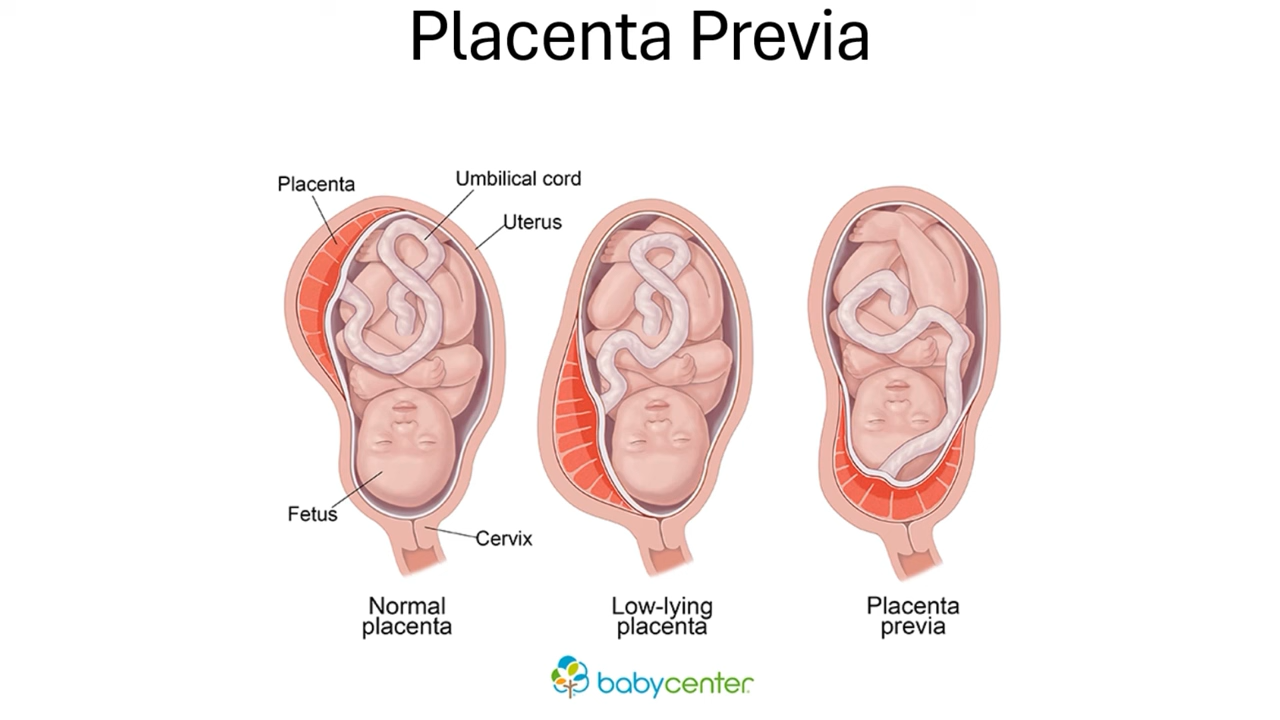 Placenta Previa
Placenta
Umbilical cord
Uterus
Fetus
Cervix
Normal
placenta
Low-lying
placenta
Placenta
previa
babycenter